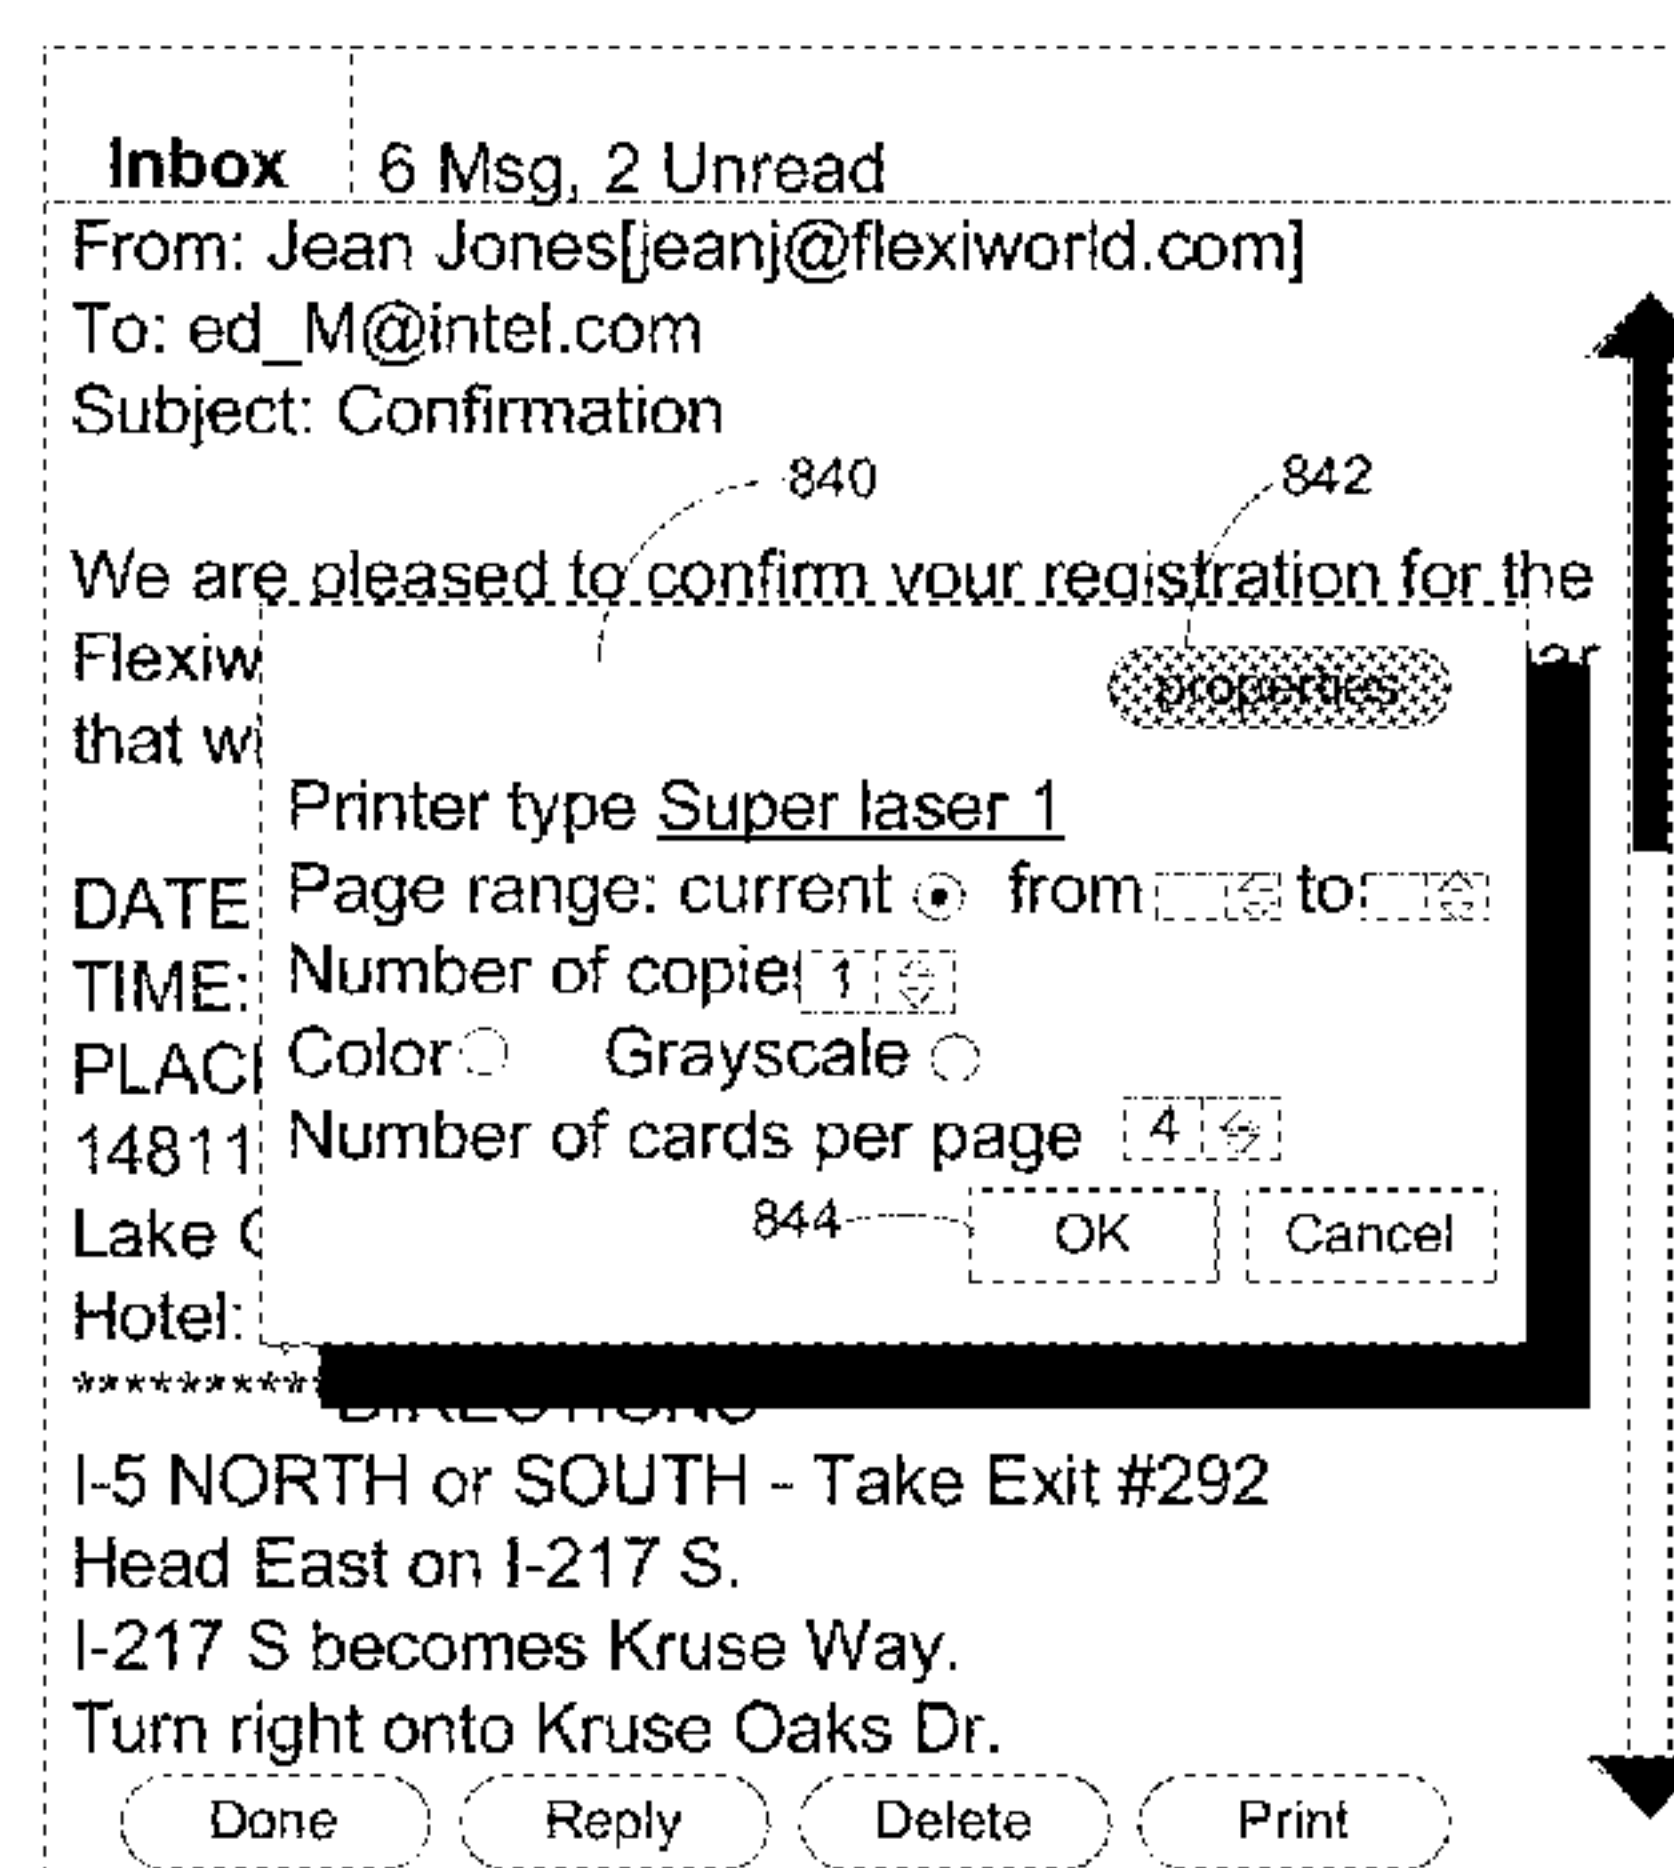 Inbox 6 Msg, 2 Unread
From: Jean Jones[jeanj@flexiworld.com]
To: ed_M@intel.com
Subject: Confirmation
840 842
We are pleased to confirm your registration for the
Flexiw
that
properties
Printer type Super laser 1
DATE
Page range: current from to
TIME:
Number of copies 1
PLACE
Color Grayscale
14811
Number of cards per page 4
Lake
844 OK Cancel
Hotel:
*********
DIRECTIONS
I-5 NORTH or SOUTH - Take Exit #292
Head East on I-217 S.
I-217 S becomes Kruse Way.
Turn right onto Kruse Oaks Dr.
Done Reply Delete Print